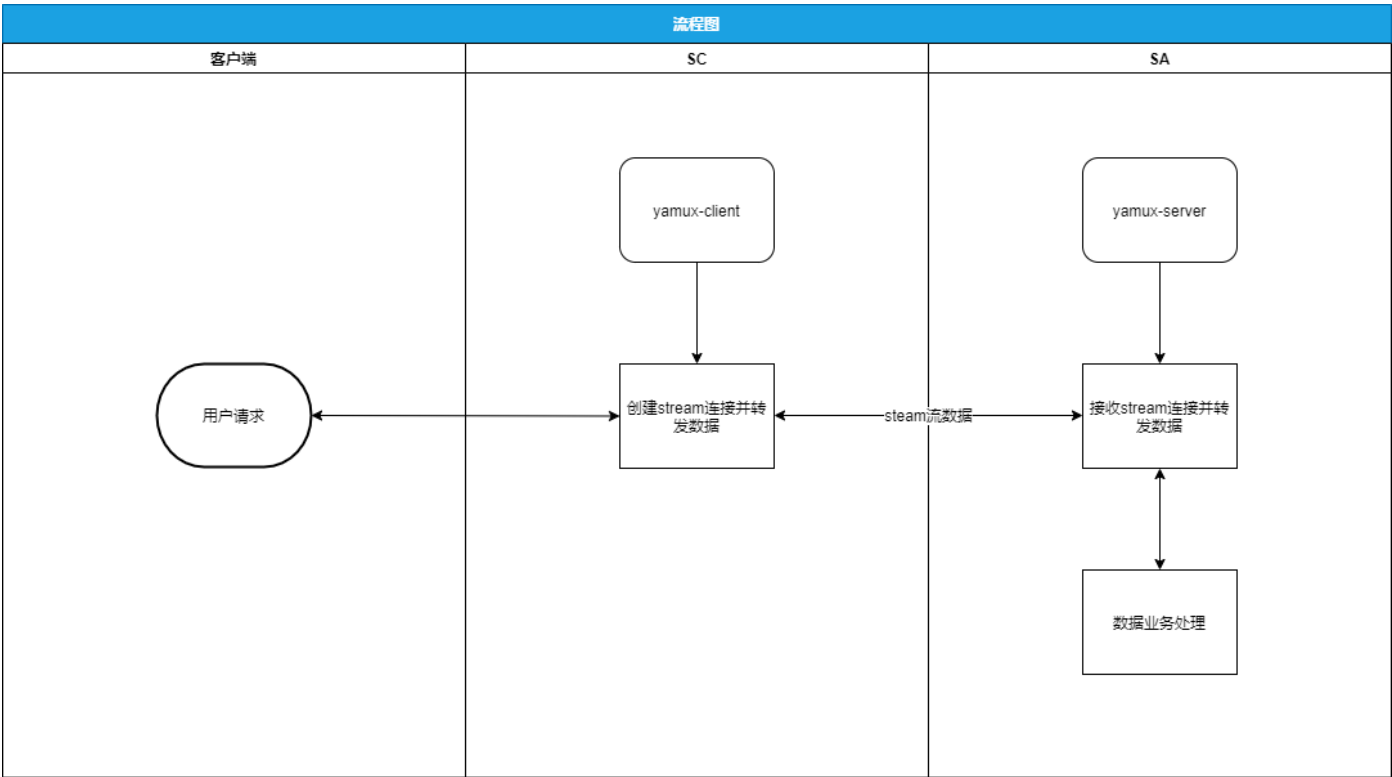 流程图
客户端
SC
SA
yamux-client
yamux-server
用户请求
创建stream连接并转
发数据
steam流数据
接收stream连接并转
发数据
数据业务处理